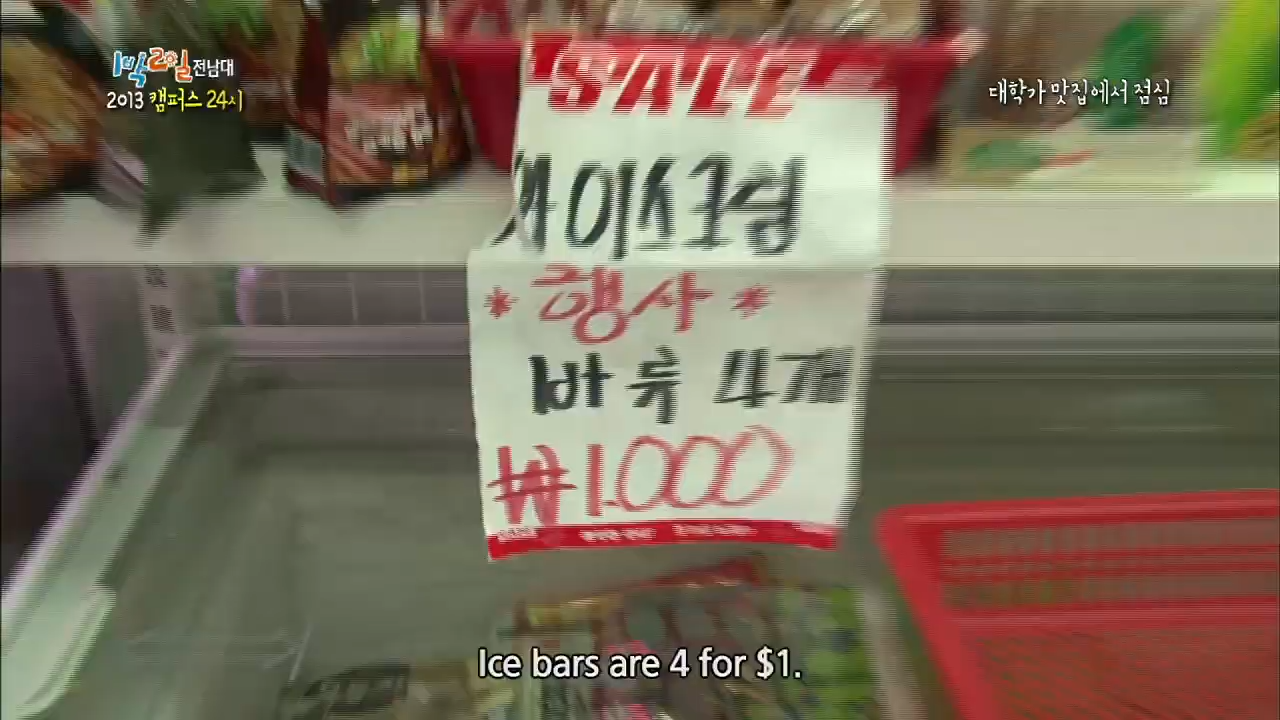 1박2일 전남대
2013 캠퍼스 24시
대학가 맛집에서 점심
SALE
아이스크림
* 행사 *
바 류 4개
₩1.000
Ice bars are 4 for $1.